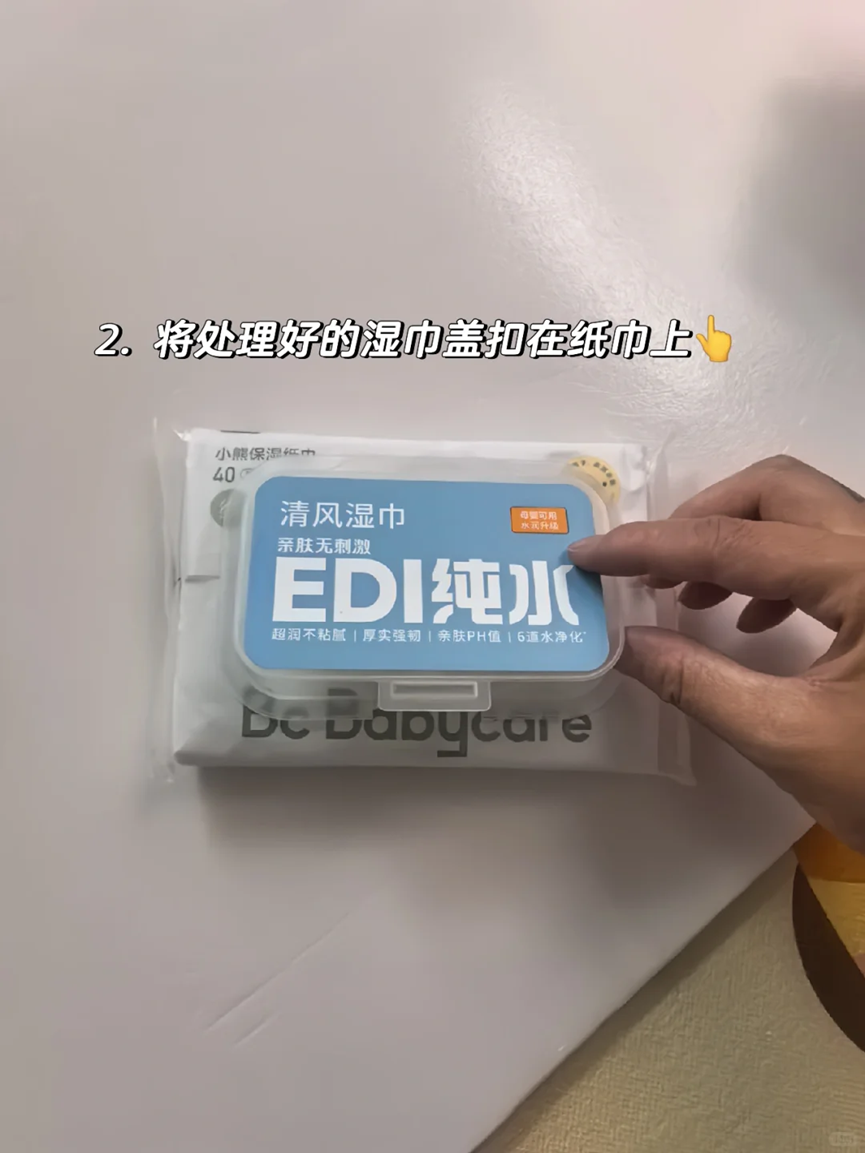 2. 将处理好的湿巾盖扣在纸巾上👆
小熊保湿纸巾
40
清风湿巾
母婴可用
水润升级
亲肤无刺激
EDI纯水
超润不粘腻 | 厚实强韧 | 亲肤PH值 | 6道水净化*
Bc Babycare